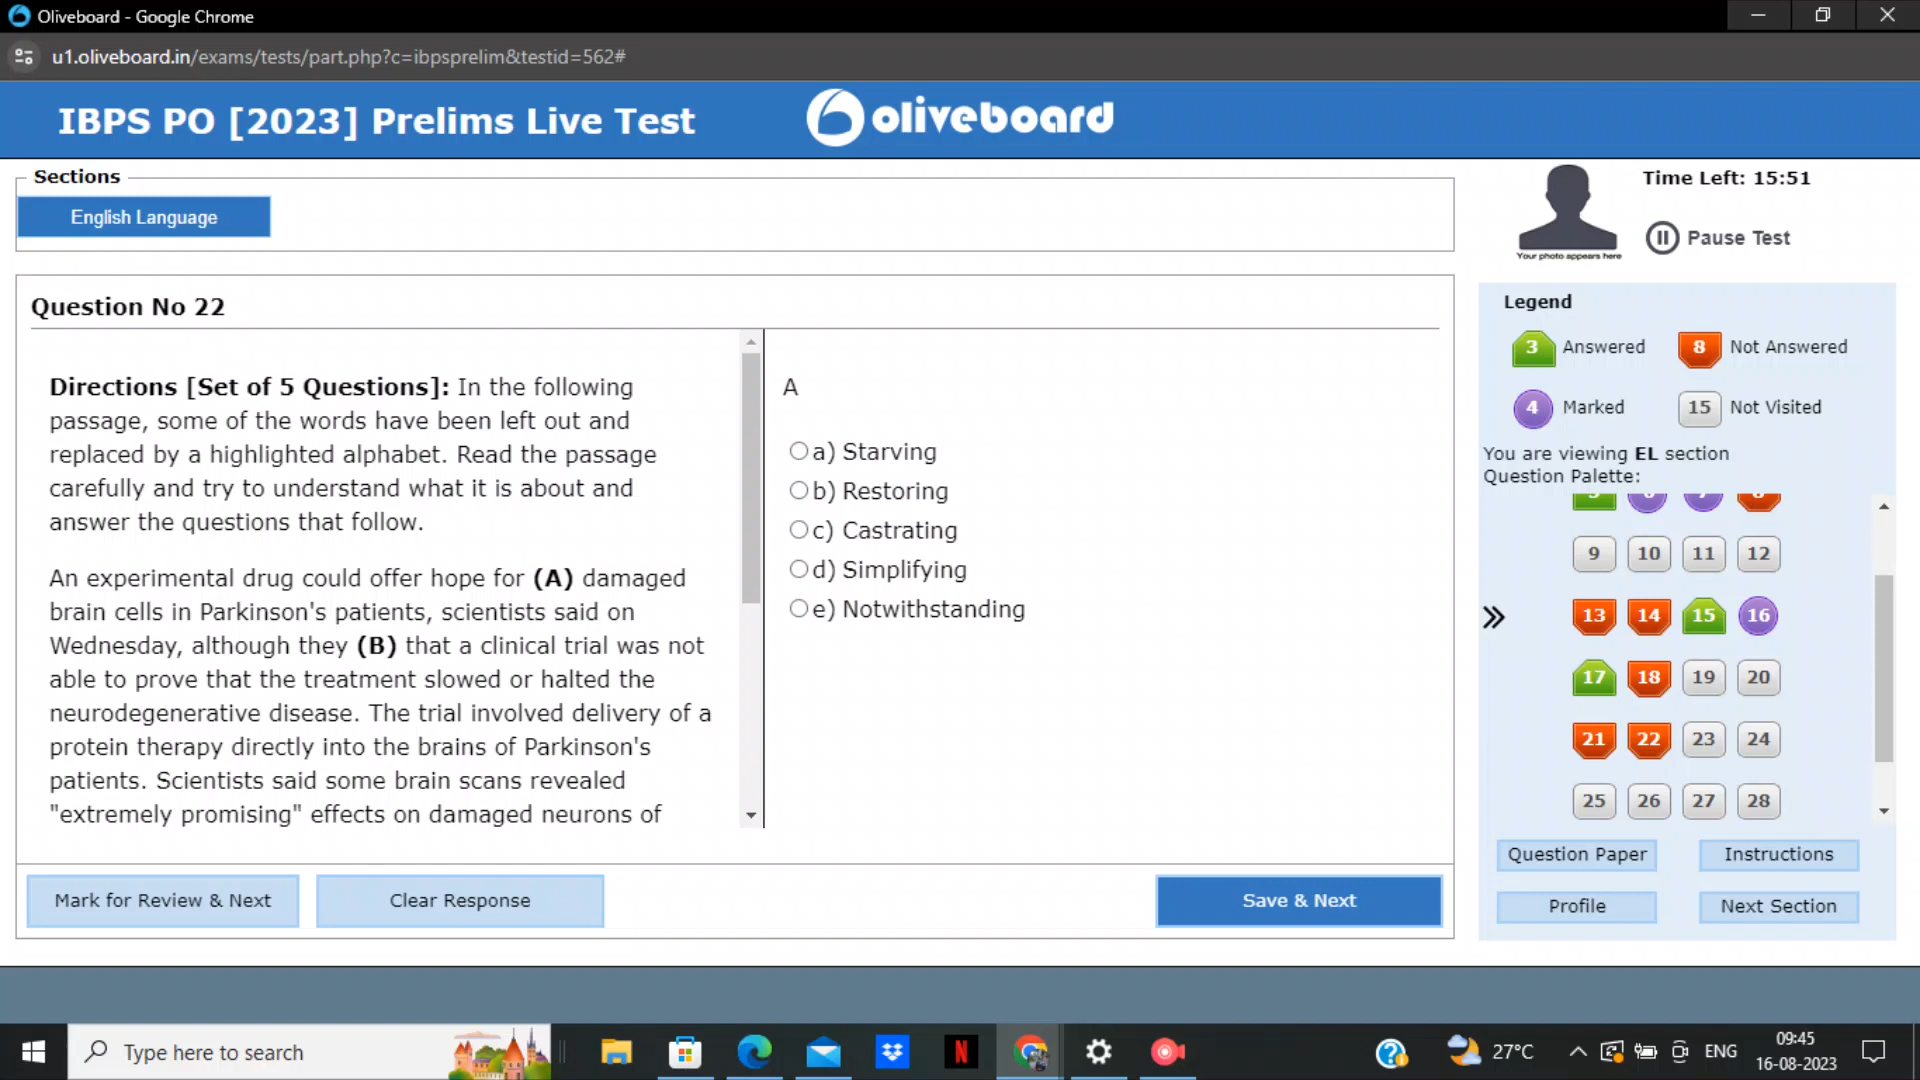 Oliveboard - Google Chrome
u1.oliveboard.in/exams/tests/part.php?c=ibpsprelim&testid=562#
IBPS PO [2023] Prelims Live Test
oliveboard
Sections
English Language
Your photo appears here
Time Left: 15:51
Pause Test
Question No 22
Directions [Set of 5 Questions]: In the following
passage, some of the words have been left out and
replaced by a highlighted alphabet. Read the passage
carefully and try to understand what it is about and
answer the questions that follow.
An experimental drug could offer hope for (A) damaged
brain cells in Parkinson's patients, scientists said on
Wednesday, although they (B) that a clinical trial was not
able to prove that the treatment slowed or halted the
neurodegenerative disease. The trial involved delivery of a
protein therapy directly into the brains of Parkinson's
patients. Scientists said some brain scans revealed
"extremely promising" effects on damaged neurons of
A
a) Starving
b) Restoring
c) Castrating
d) Simplifying
e) Notwithstanding
Mark for Review & Next
Clear Response
Save & Next
Legend
3 Answered 8 Not Answered
4 Marked 15 Not Visited
You are viewing EL section
Question Palette:
5 6 7 8
9 10 11 12
13 14 15 16
17 18 19 20
21 22 23 24
25 26 27 28
Question Paper Instructions
Profile Next Section
Type here to search
27°C
ENG
09:45
16-08-2023